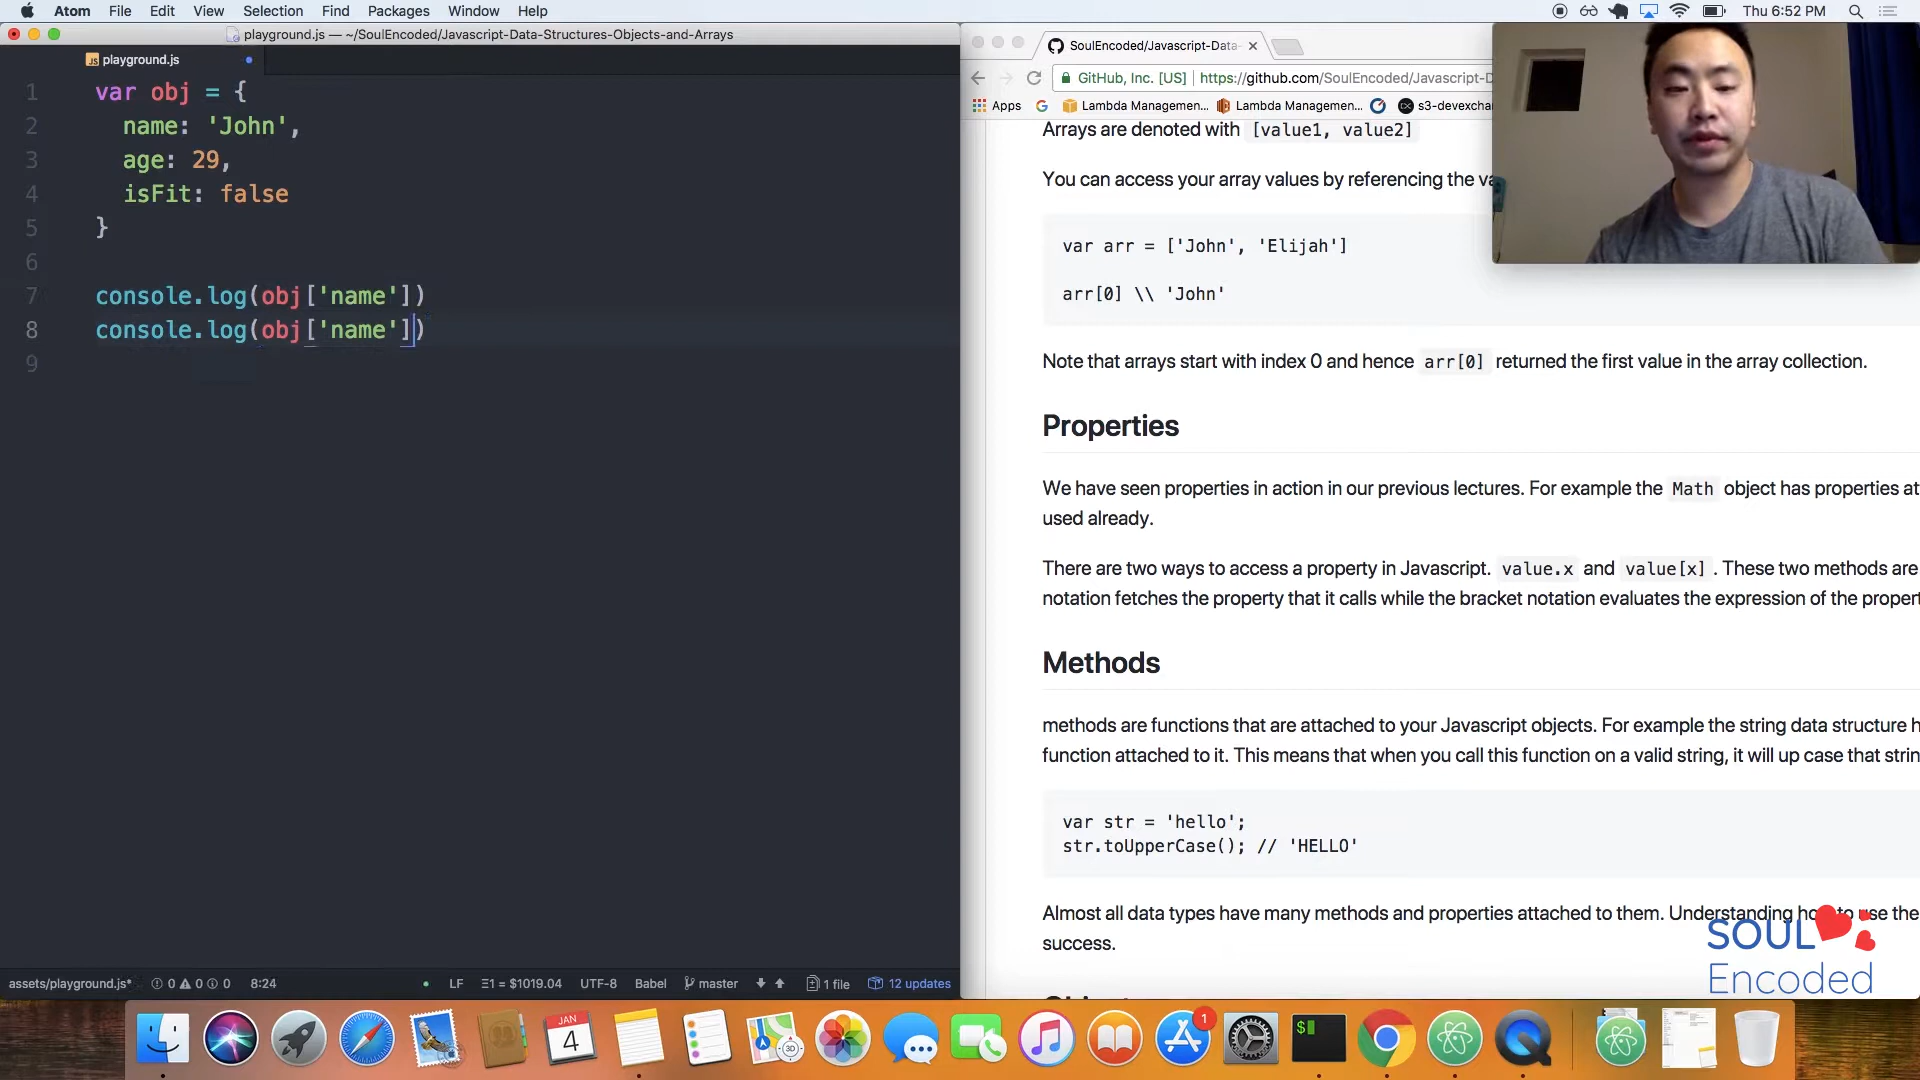 Atom File Edit View Selection Find Packages Window Help Thu 6:52 PM
playground.js — ~/SoulEncoded/Javascript-Data-Structures-Objects-and-Arrays
playground.js
1 var obj = {
2 name: 'John',
3 age: 29,
4 isFit: false
5 }
6
7 console.log(obj['name'])
8 console.log(obj['name'])
9
assets/playground.js* 0 0 0 8:24 LF Ξ1 = $1019.04 UTF-8 Babel master 1 file 12 updates
SoulEncoded/Javascript-Data-
GitHub, Inc. [US] https://github.com/SoulEncoded/Javascript-D
Apps Lambda Managemen... Lambda Managemen... s3-devexchan
Arrays are denoted with [value1, value2]
You can access your array values by referencing the va
var arr = ['John', 'Elijah']
arr[0] \\ 'John'
Note that arrays start with index 0 and hence arr[0] returned the first value in the array collection.
Properties
We have seen properties in action in our previous lectures. For example the Math object has properties at
used already.
There are two ways to access a property in Javascript. value.x and value[x] . These two methods are
notation fetches the property that it calls while the bracket notation evaluates the expression of the propert
Methods
methods are functions that are attached to your Javascript objects. For example the string data structure h
function attached to it. This means that when you call this function on a valid string, it will up case that strin
var str = 'hello';
str.toUpperCase(); // 'HELLO'
Almost all data types have many methods and properties attached to them. Understanding how to use the
success.
SOUL
Encoded
JAN
4
3D
1
$